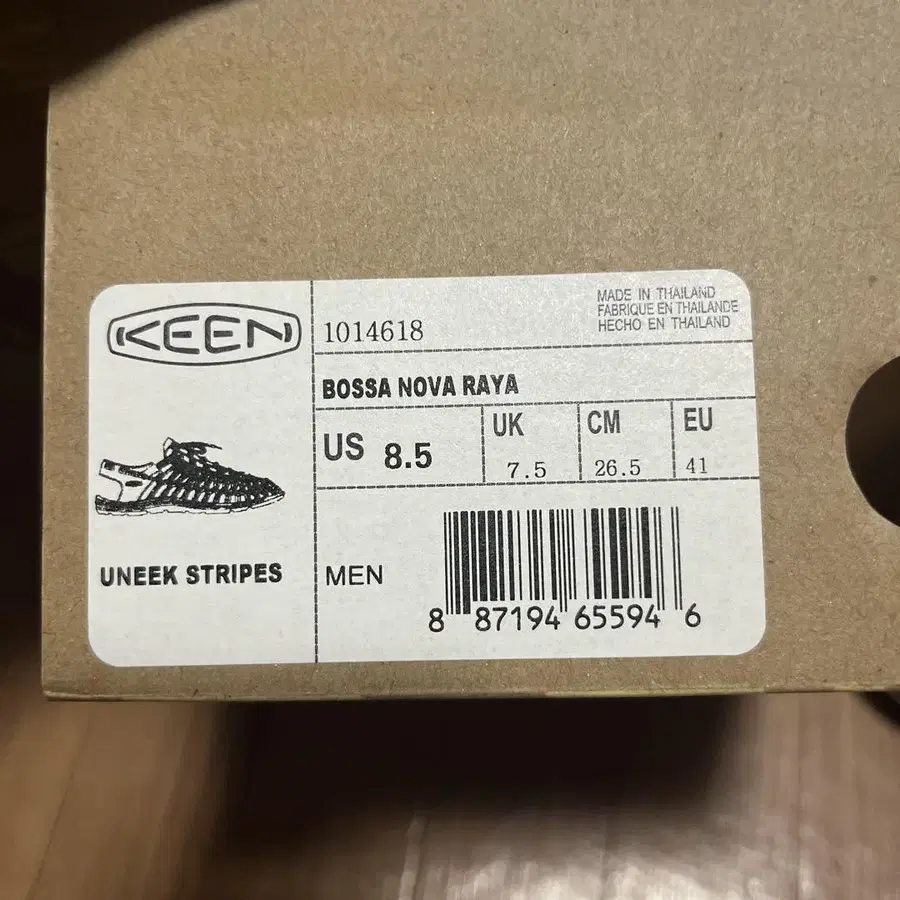 KEEN
1014618
MADE IN THAILAND
FABRIQUE EN THAILANDE
HECHO EN THAILAND
BOSSA NOVA RAYA
US 8.5
UK 7.5
CM 26.5
EU 41
UNEEK STRIPES
MEN
8 87194 65594 6